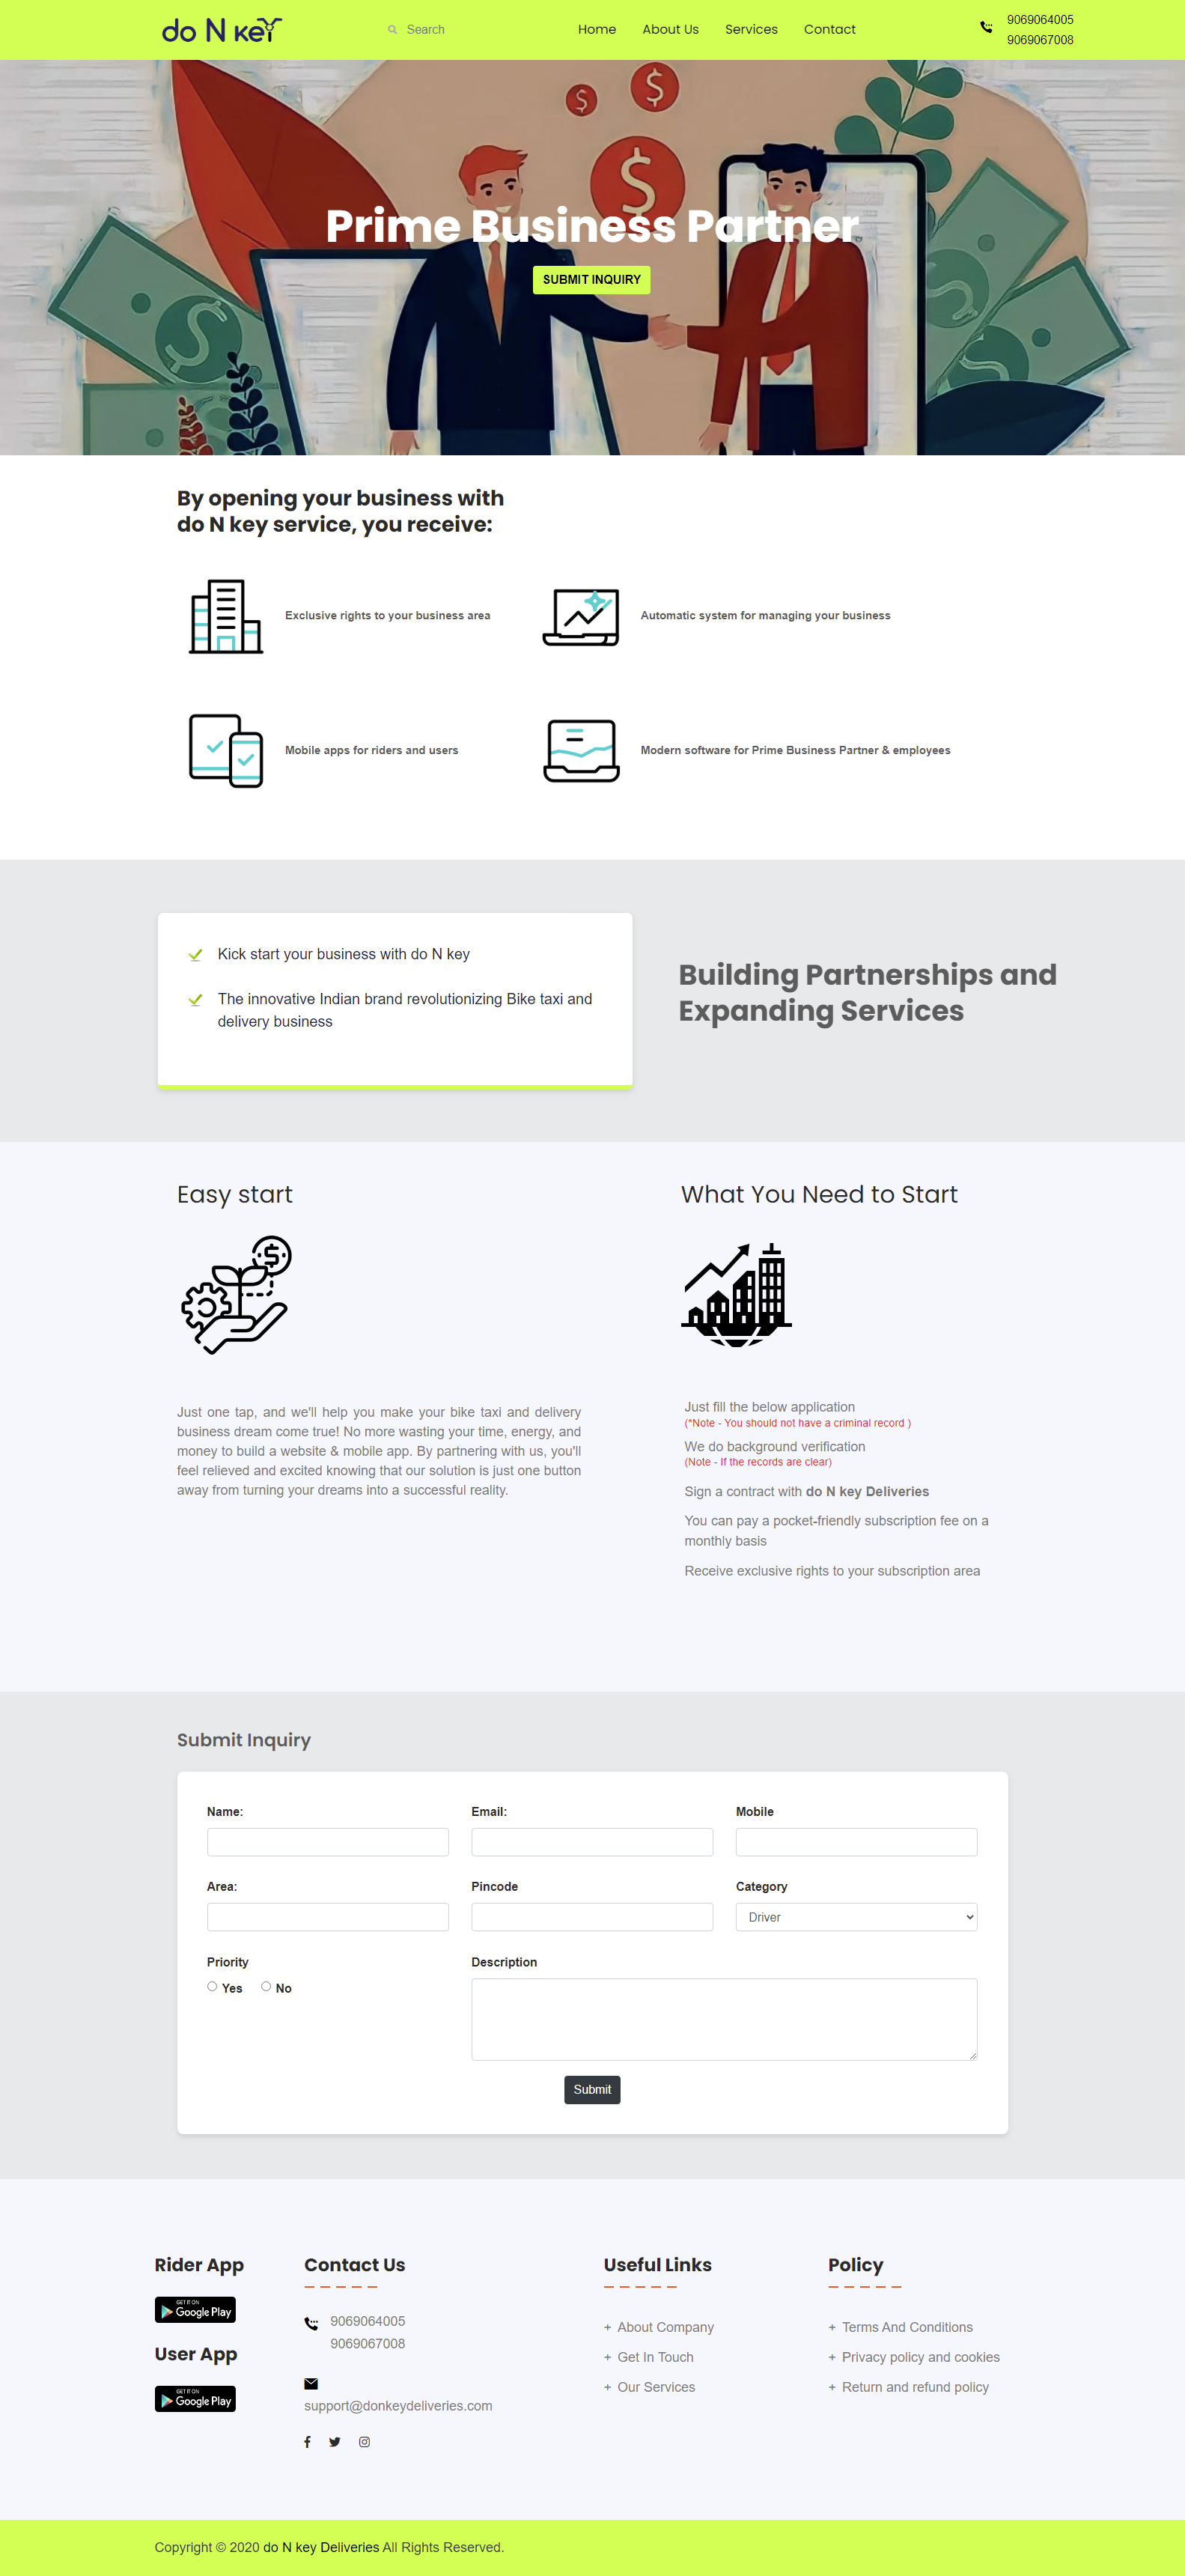 do N key
Search
Home
About Us
Services
Contact
9069064005
9069067008
Prime Business Partner
SUBMIT INQUIRY
By opening your business with
do N key service, you receive:
Exclusive rights to your business area
Automatic system for managing your business
Mobile apps for riders and users
Modern software for Prime Business Partner & employees
Kick start your business with do N key
The innovative Indian brand revolutionizing Bike taxi and
delivery business
Building Partnerships and
Expanding Services
Easy start
Just one tap, and we'll help you make your bike taxi and delivery
business dream come true! No more wasting your time, energy, and
money to build a website & mobile app. By partnering with us, you'll
feel relieved and excited knowing that our solution is just one button
away from turning your dreams into a successful reality.
What You Need to Start
Just fill the below application
(*Note - You should not have a criminal record )
We do background verification
(Note - If the records are clear)
Sign a contract with do N key Deliveries
You can pay a pocket-friendly subscription fee on a
monthly basis
Receive exclusive rights to your subscription area
Submit Inquiry
Name:
Email:
Mobile
Area:
Pincode
Category
Driver
Priority
Yes
No
Description
Submit
Rider App
GET IT ON
Google Play
User App
GET IT ON
Google Play
Contact Us
9069064005
9069067008
support@donkeydeliveries.com
Useful Links
+ About Company
+ Get In Touch
+ Our Services
Policy
+ Terms And Conditions
+ Privacy policy and cookies
+ Return and refund policy
Copyright © 2020 do N key Deliveries All Rights Reserved.